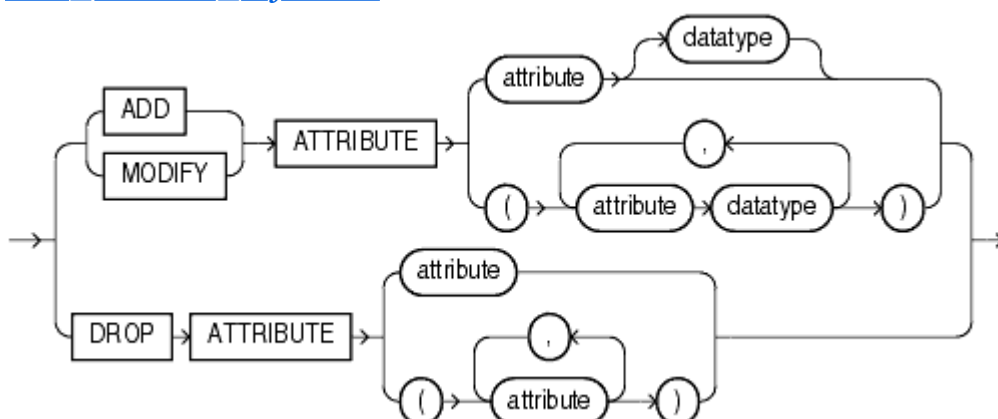 datatype
attribute
ADD
ATTRIBUTE
MODIFY
,
( attribute datatype )
attribute
DROP ATTRIBUTE
,
( attribute )